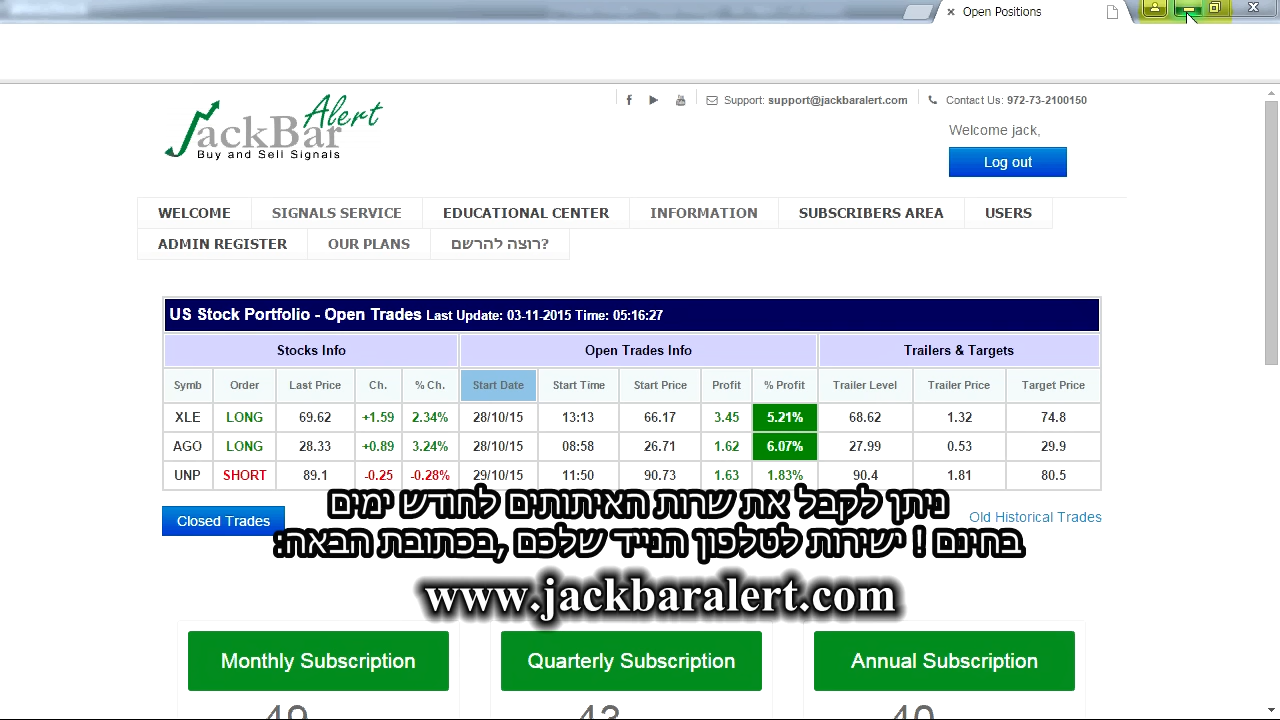 Open Positions
Support: support@jackbaralert.com
Contact Us: 972-73-2100150
JackBar Alert
Buy and Sell Signals
Welcome jack,
Log out
WELCOME SIGNALS SERVICE EDUCATIONAL CENTER INFORMATION SUBSCRIBERS AREA USERS
ADMIN REGISTER OUR PLANS רוצה להרשם?
US Stock Portfolio - Open Trades Last Update: 03-11-2015 Time: 05:16:27
Stocks Info Open Trades Info Trailers & Targets
Symb Order Last Price Ch. % Ch. Start Date Start Time Start Price Profit % Profit Trailer Level Trailer Price Target Price
XLE LONG 69.62 +1.59 2.34% 28/10/15 13:13 66.17 3.45 5.21% 68.62 1.32 74.8
AGO LONG 28.33 +0.89 3.24% 28/10/15 08:58 26.71 1.62 6.07% 27.99 0.53 29.9
UNP SHORT 89.1 -0.25 -0.28% 29/10/15 11:50 90.73 1.63 1.83% 90.4 1.81 80.5
ניתן לקבל את שרות האיתותים לחודש ימים
Closed Trades
Old Historical Trades
בחינם ! ישירות לטלפון הנייד שלכם ,בכתובת הבאה:
www.jackbaralert.com
Monthly Subscription Quarterly Subscription Annual Subscription
49 43 40